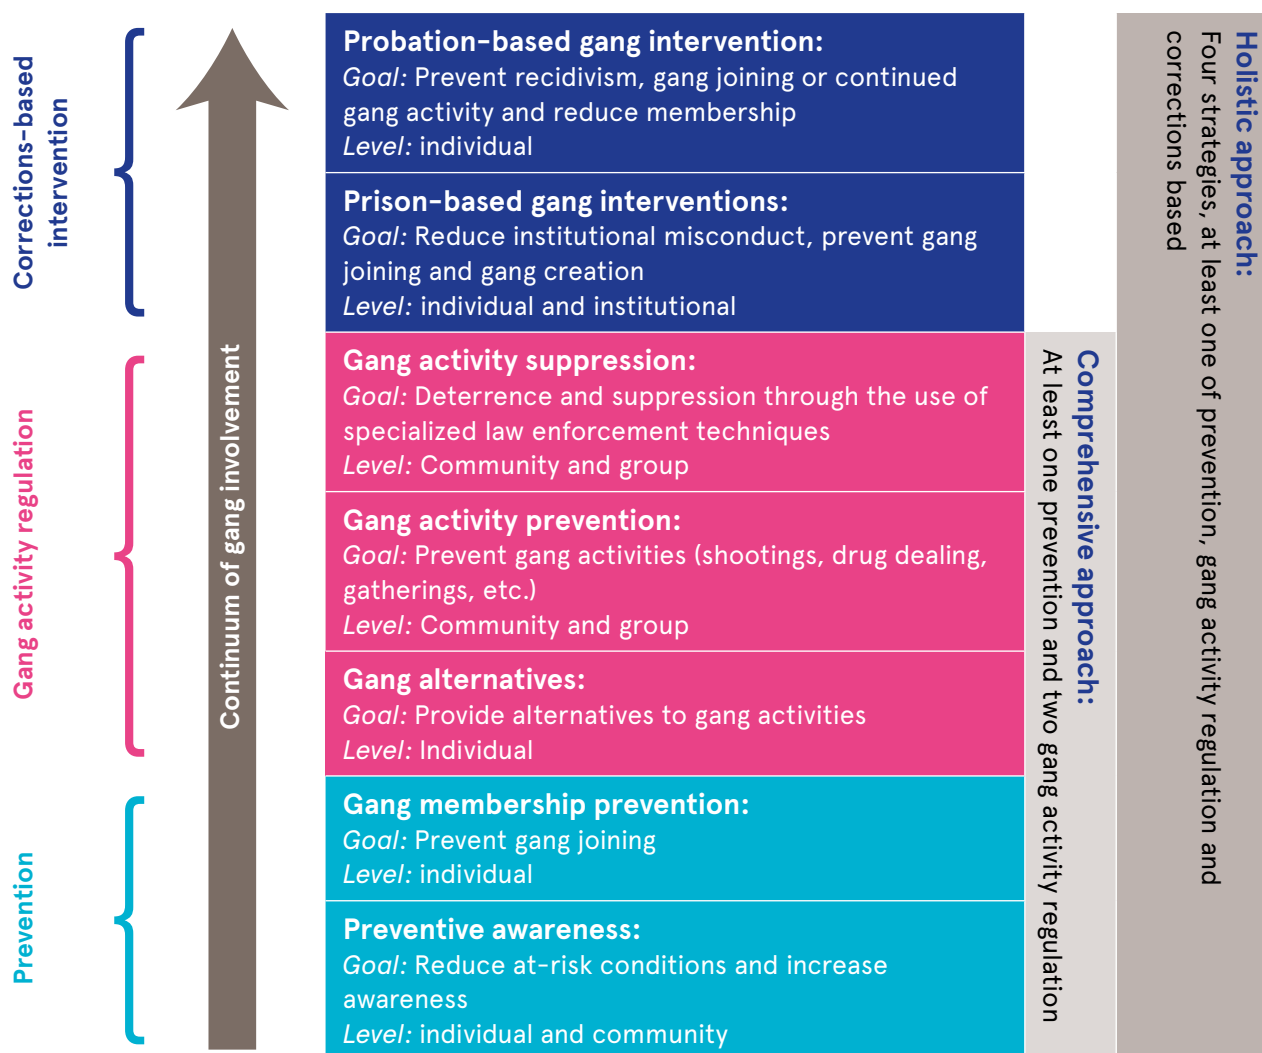 Corrections-based
intervention
Gang activity regulation
Prevention
Continuum of gang involvement
Probation-based gang intervention:
Goal: Prevent recidivism, gang joining or continued
gang activity and reduce membership
Level: individual
Prison-based gang interventions:
Goal: Reduce institutional misconduct, prevent gang
joining and gang creation
Level: individual and institutional
Gang activity suppression:
Goal: Deterrence and suppression through the use of
specialized law enforcement techniques
Level: Community and group
Gang activity prevention:
Goal: Prevent gang activities (shootings, drug dealing,
gatherings, etc.)
Level: Community and group
Gang alternatives:
Goal: Provide alternatives to gang activities
Level: Individual
Gang membership prevention:
Goal: Prevent gang joining
Level: individual
Preventive awareness:
Goal: Reduce at-risk conditions and increase
awareness
Level: individual and community
Comprehensive approach:
At least one prevention and two gang activity regulation
Holistic approach:
Four strategies, at least one of prevention, gang activity regulation and
corrections based